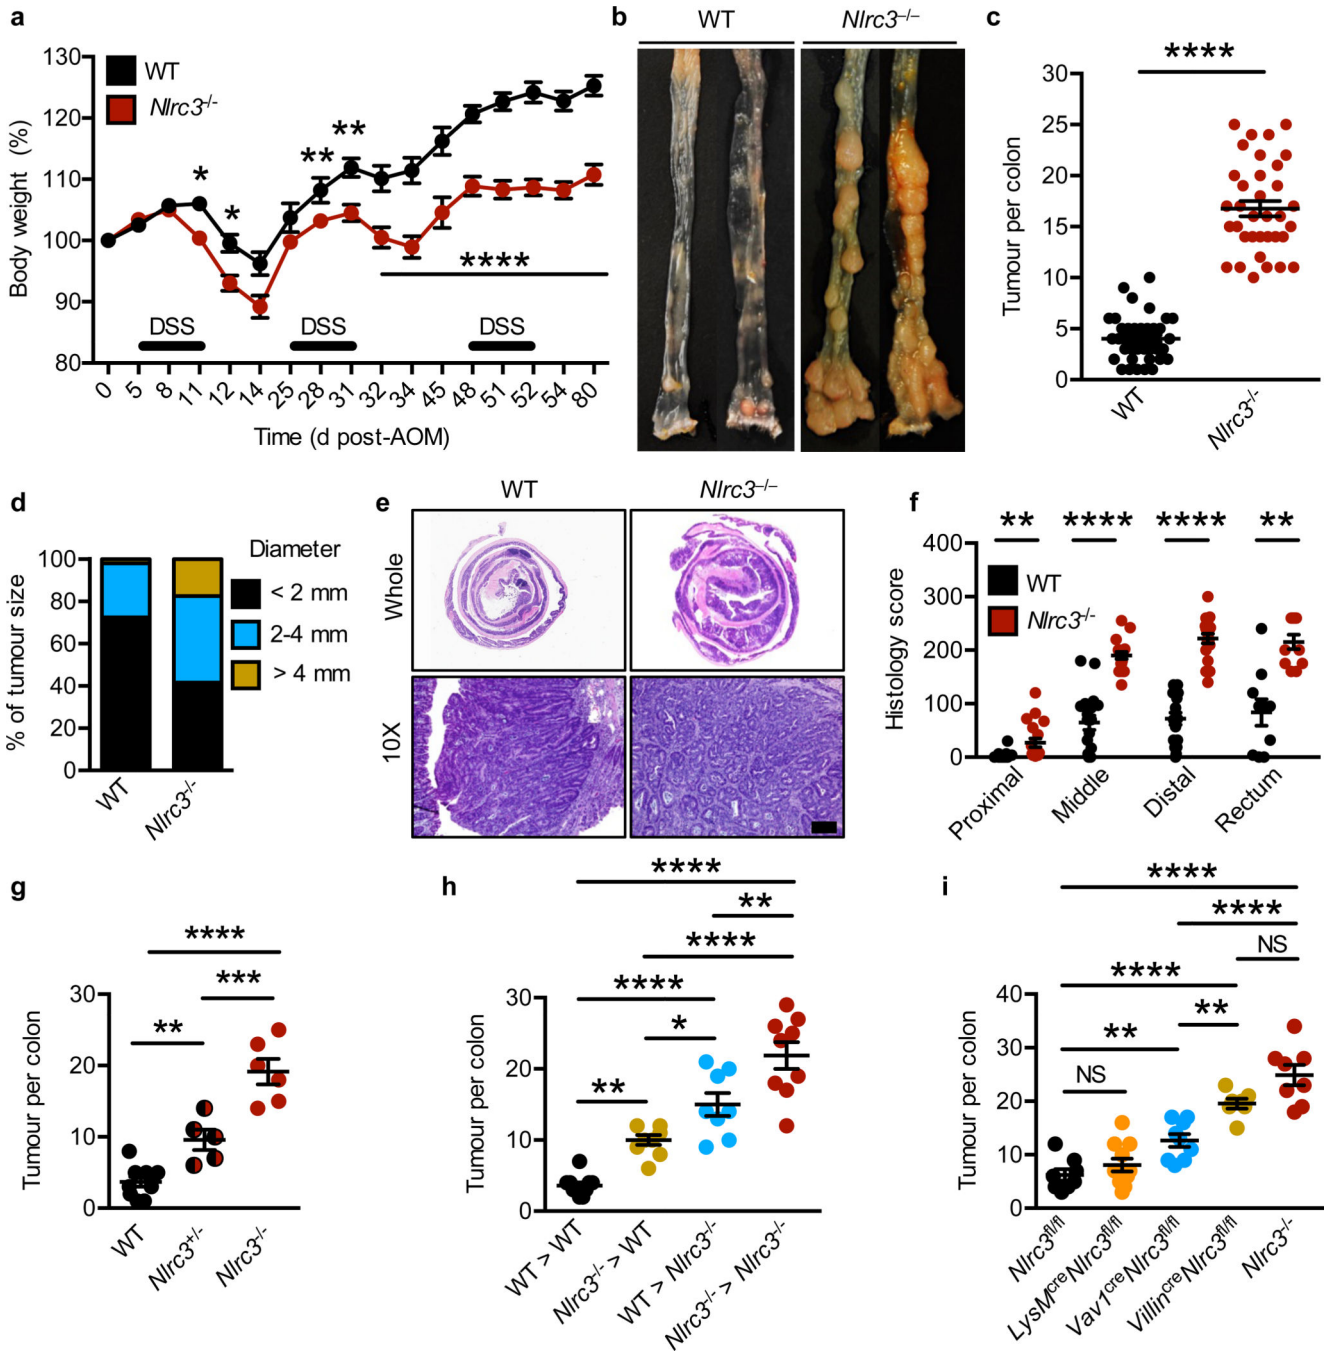 a
Body weight (%)
130
120
110
100
90
80
WT
Nlrc3-/-
*
*
**
**
****
DSS
DSS
DSS
0
5
8
11
12
14
25
28
31
32
34
45
48
51
52
54
80
Time (d post-AOM)
b
WT
Nlrc3–/–
c
****
Tumour per colon
30
25
20
15
10
5
0
WT
Nlrc3-/-
d
% of tumour size
100
80
60
40
20
0
WT
Nlrc3-/-
Diameter
< 2 mm
2-4 mm
> 4 mm
e
WT
Nlrc3–/–
Whole
10X
f
**
****
****
**
Histology score
400
300
200
100
0
WT
Nlrc3-/-
Proximal
Middle
Distal
Rectum
g
****
***
**
Tumour per colon
30
20
10
0
WT
Nlrc3+/-
Nlrc3-/-
h
****
**
****
****
*
**
Tumour per colon
30
20
10
0
WT > WT
Nlrc3-/- > WT
WT > Nlrc3-/-
Nlrc3-/- > Nlrc3-/-
i
****
****
NS
****
**
**
NS
Tumour per colon
40
30
20
10
0
Nlrc3fl/fl
LysMcreNlrc3fl/fl
Vav1creNlrc3fl/fl
VillincreNlrc3fl/fl
Nlrc3-/-